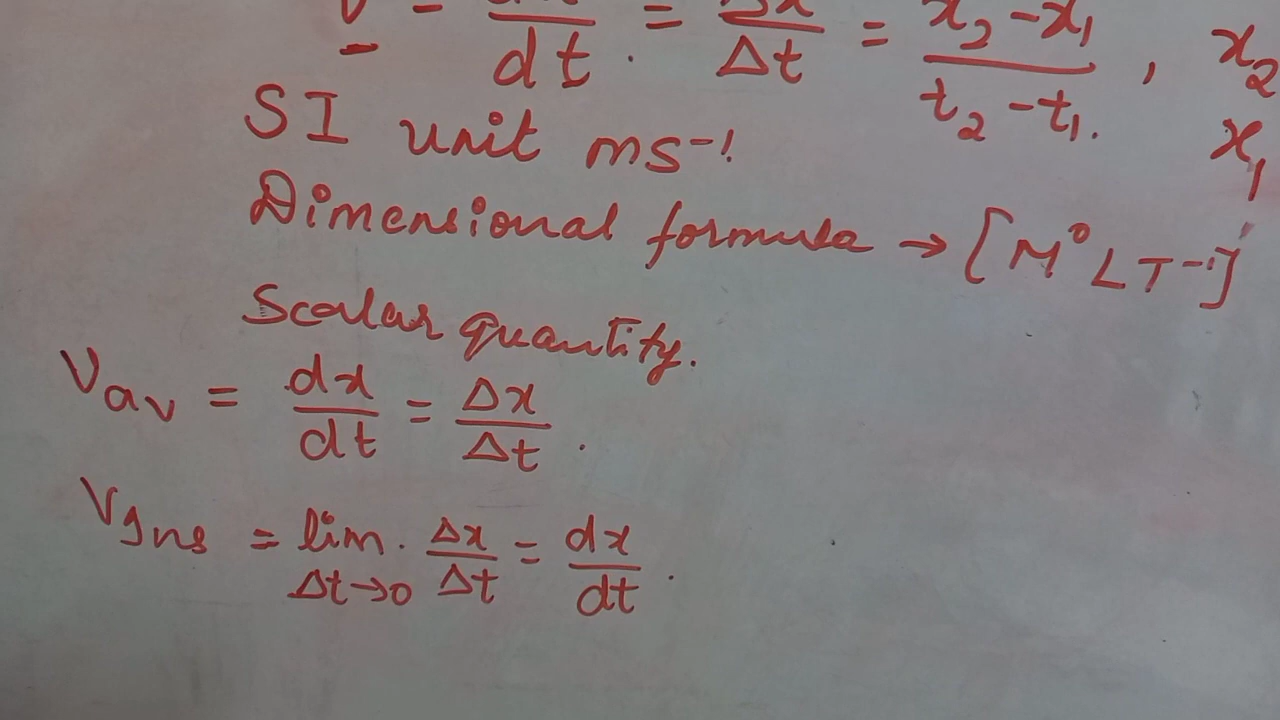 v = dx/dt. = Δx/Δt = x₂-x₁/t₂-t₁. , x₂
x₁
SI unit ms⁻¹
Dimensional formula → [M⁰LT⁻¹]
Scalar quantity.
Vav = dx/dt = Δx/Δt.
VIns = lim. Δt→0 Δx/Δt = dx/dt.